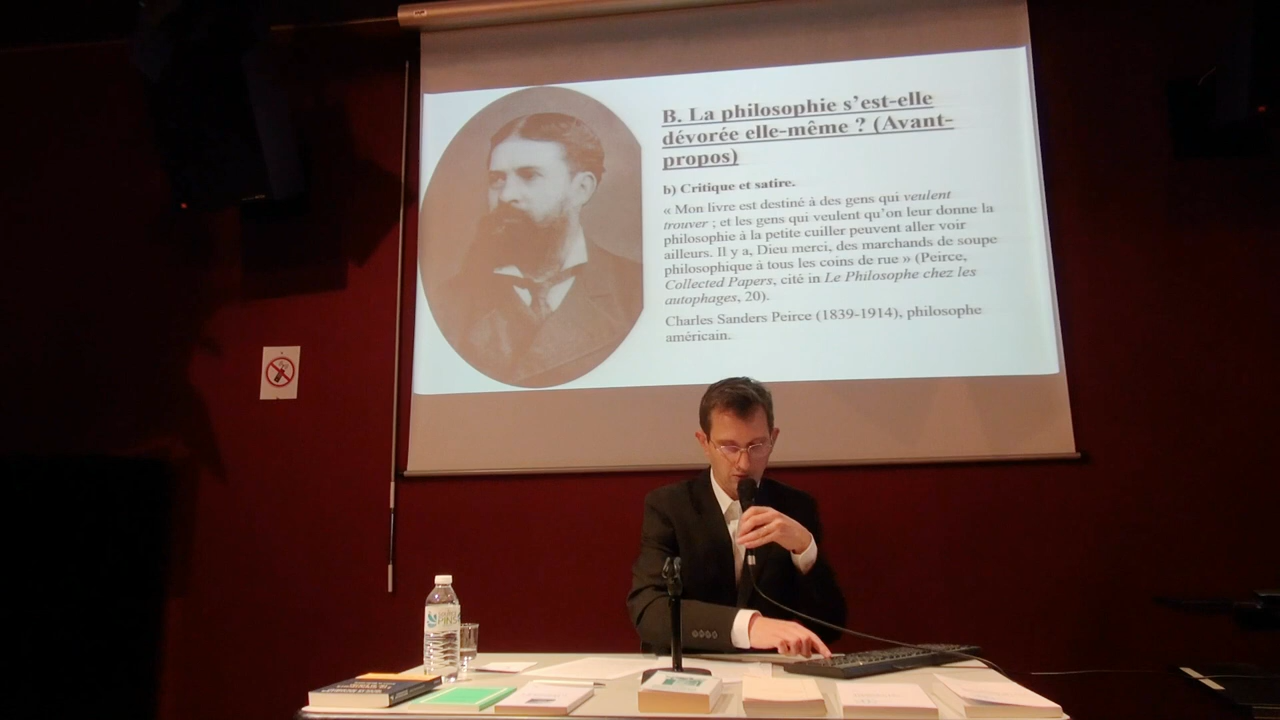 B. La philosophie s'est-elle
dévorée elle-même ? (Avant-
propos)
b) Critique et satire.
« Mon livre est destiné à des gens qui veulent
trouver ; et les gens qui veulent qu'on leur donne la
philosophie à la petite cuiller peuvent aller voir
ailleurs. Il y a, Dieu merci, des marchands de soupe
philosophique à tous les coins de rue » (Peirce,
Collected Papers, cité in Le Philosophe chez les
autophages, 20).
Charles Sanders Peirce (1839-1914), philosophe
américain.